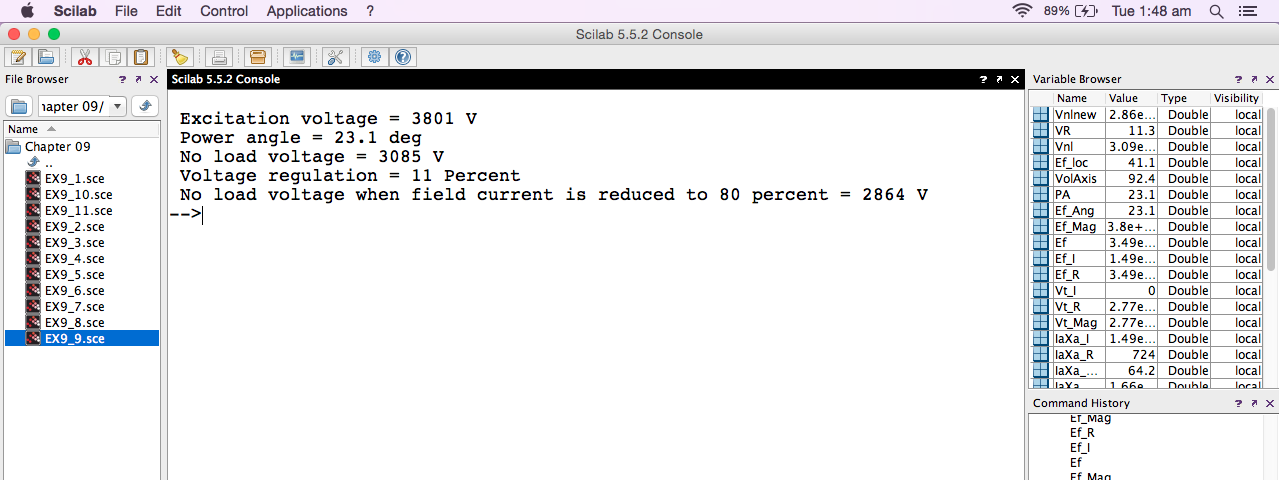 Scilab File Edit Control Applications ? 89% Tue 1:48 am
Scilab 5.5.2 Console
File Browser ? ↗ X
Scilab 5.5.2 Console ? ↗ X
Variable Browser ? ↗ X
hapter 09/
Name
Chapter 09
..
EX9_1.sce
EX9_10.sce
EX9_11.sce
EX9_2.sce
EX9_3.sce
EX9_4.sce
EX9_5.sce
EX9_6.sce
EX9_7.sce
EX9_8.sce
EX9_9.sce
Excitation voltage = 3801 V
Power angle = 23.1 deg
No load voltage = 3085 V
Voltage regulation = 11 Percent
No load voltage when field current is reduced to 80 percent = 2864 V
-->
Name Value Type Visibility
Vnlnew 2.86e... Double local
VR 11.3 Double local
Vnl 3.09e... Double local
Ef_loc 41.1 Double local
VolAxis 92.4 Double local
PA 23.1 Double local
Ef_Ang 23.1 Double local
Ef_Mag 3.8e+... Double local
Ef 3.49e... Double local
Ef_I 1.49e... Double local
Ef_R 3.49e... Double local
Vt_I 0 Double local
Vt_R 2.77e... Double local
Vt_Mag 2.77e... Double local
IaXa_I 1.49e... Double local
IaXa_R 724 Double local
IaXa_... 64.2 Double local
IaXa 1.66e Double local
Command History ? ↗ X
Ef_Mag
Ef_R
Ef_I
Ef
Ef_Mag